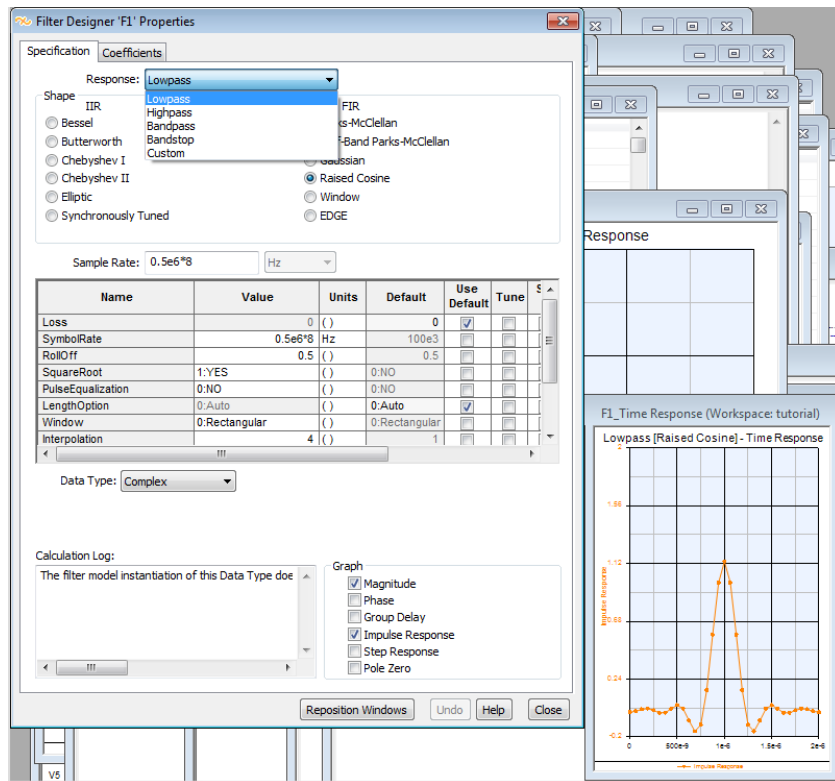 Filter Designer 'F1' Properties
Specification
Coefficients
Response: Lowpass
Lowpass
Highpass
Bandpass
Bandstop
Custom
Shape
IIR
FIR
Bessel
Butterworth
Chebyshev I
Chebyshev II
Elliptic
Synchronously Tuned
rks-McClellan
f-Band Parks-McClellan
Gaussian
Raised Cosine
Window
EDGE
Sample Rate: 0.5e6*8 Hz
Name Value Units Default Use Default Tune S
Loss 0 ( ) 0
SymbolRate 0.5e6*8 Hz 100e3
RollOff 0.5 ( ) 0.5
SquareRoot 1:YES ( ) 0:NO
PulseEqualization 0:NO ( ) 0:NO
LengthOption 0:Auto ( ) 0:Auto
Window 0:Rectangular ( ) 0:Rectangular
Interpolation 4 ( ) 1
Data Type: Complex
Calculation Log:
The filter model instantiation of this Data Type doe
Graph
Magnitude
Phase
Group Delay
Impulse Response
Step Response
Pole Zero
Reposition Windows
Undo
Help
Close
Response
F1_Time Response (Workspace: tutorial)
Lowpass [Raised Cosine] - Time Response
2
1.56
1.12
0.68
0.24
-0.2
Impulse Response
0 500e-9 1e-6 1.5e-6 2e-6
Impulse Response
V5